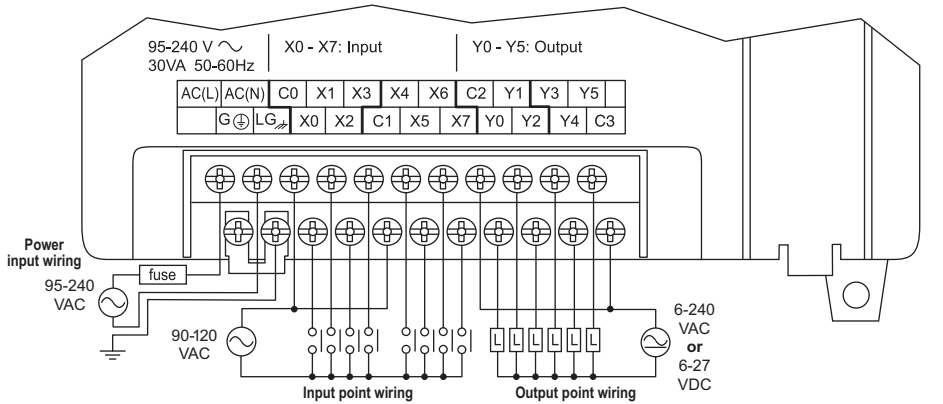 95-240 V X0 - X7: Input Y0 - Y5: Output
30VA 50-60Hz
AC(L) AC(N) C0 X1 X3 X4 X6 C2 Y1 Y3 Y5
G LG X0 X2 C1 X5 X7 Y0 Y2 Y4 C3
Power
input wiring
fuse
95-240
VAC
90-120
VAC
L L L L L L
6-240
VAC
or
6-27
VDC
Input point wiring
Output point wiring